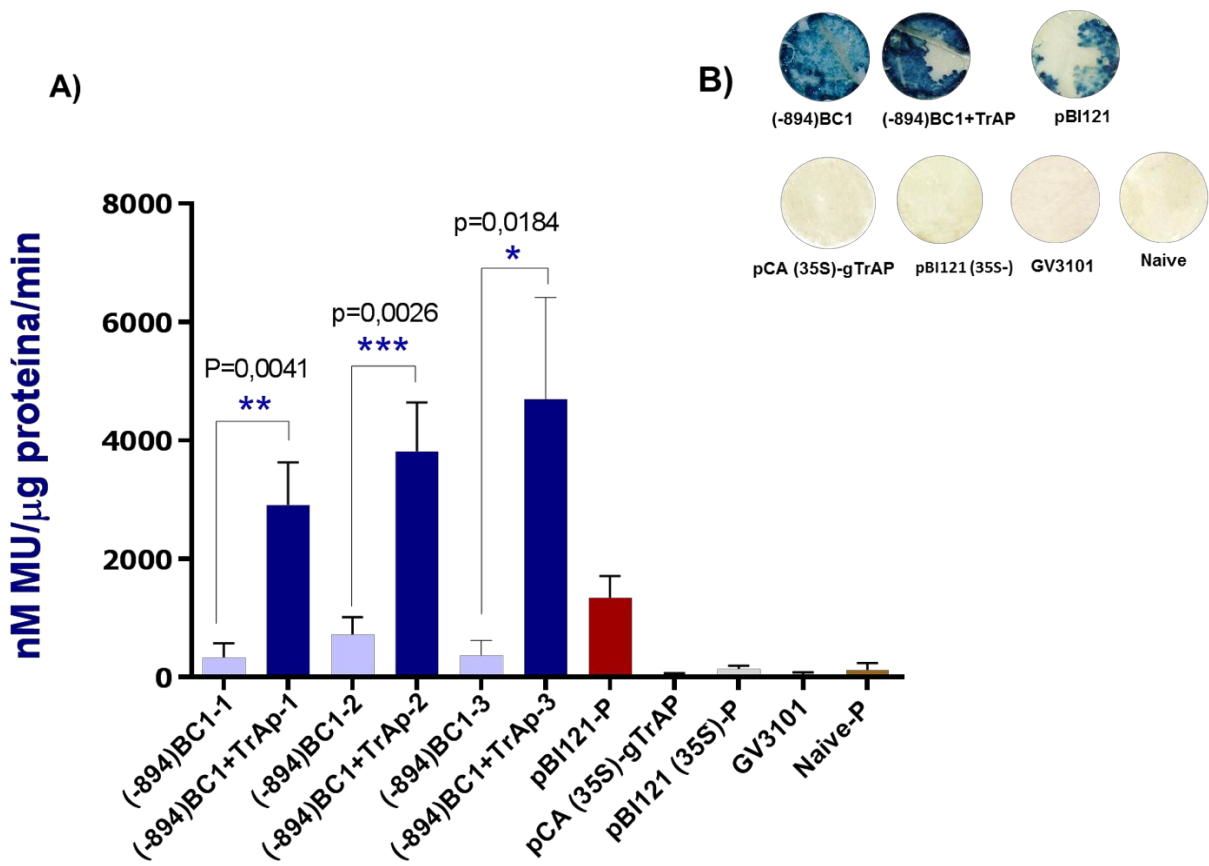 A)
nM MU/µg proteína/min
8000
6000
4000
2000
0
P=0,0041
**
p=0,0026
***
p=0,0184
*
(-894)BC1-1
(-894)BC1+TrAp-1
(-894)BC1-2
(-894)BC1+TrAp-2
(-894)BC1-3
(-894)BC1+TrAp-3
pBI121-P
pCA (35S)-gTrAP
pBI121 (35S)-P
GV3101
Naive-P
B)
(-894)BC1
(-894)BC1+TrAP
pBI121
pCA (35S)-gTrAP
pBI121 (35S-)
GV3101
Naive